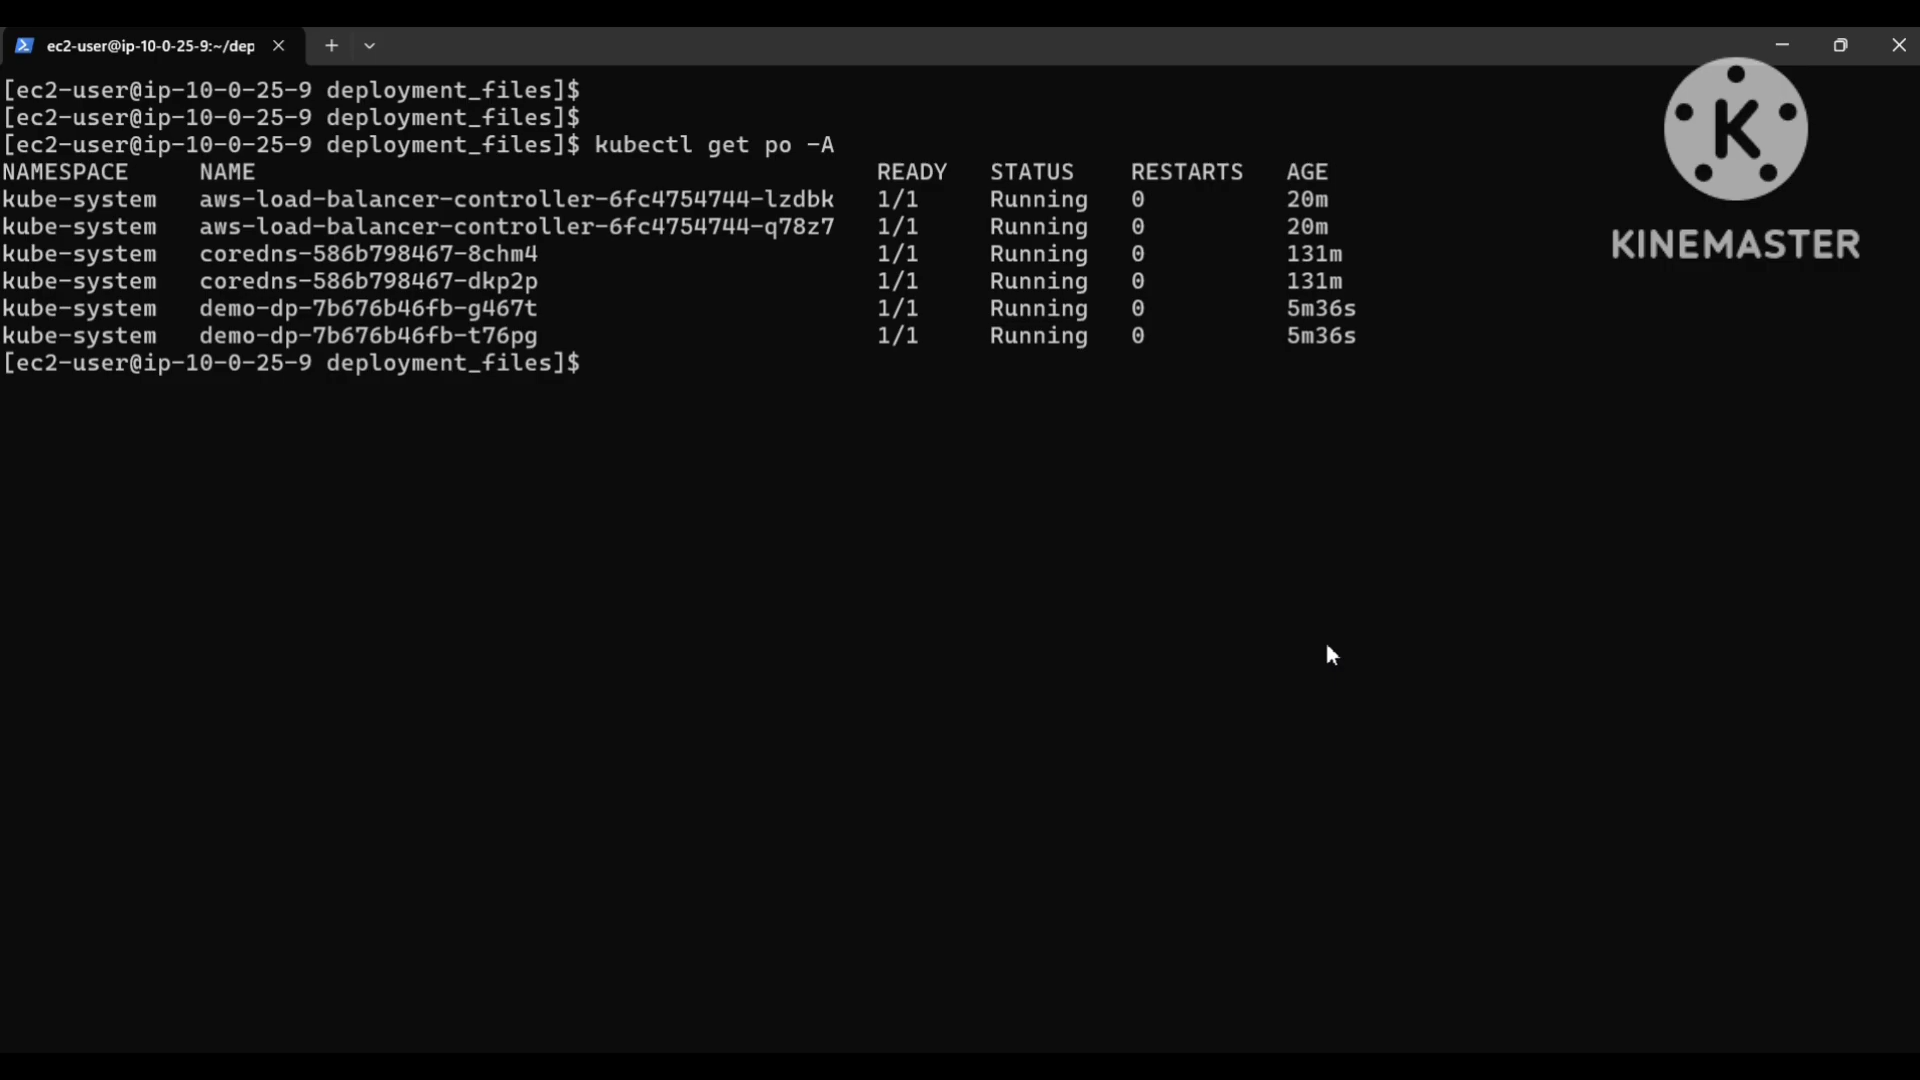 ec2-user@ip-10-0-25-9:~/dep
[ec2-user@ip-10-0-25-9 deployment_files]$
[ec2-user@ip-10-0-25-9 deployment_files]$
[ec2-user@ip-10-0-25-9 deployment_files]$ kubectl get po -A
NAMESPACE NAME READY STATUS RESTARTS AGE
kube-system aws-load-balancer-controller-6fc4754744-lzdbk 1/1 Running 0 20m
kube-system aws-load-balancer-controller-6fc4754744-q78z7 1/1 Running 0 20m
kube-system coredns-586b798467-8chm4 1/1 Running 0 131m
kube-system coredns-586b798467-dkp2p 1/1 Running 0 131m
kube-system demo-dp-7b676b46fb-g467t 1/1 Running 0 5m36s
kube-system demo-dp-7b676b46fb-t76pg 1/1 Running 0 5m36s
[ec2-user@ip-10-0-25-9 deployment_files]$
K
KINEMASTER